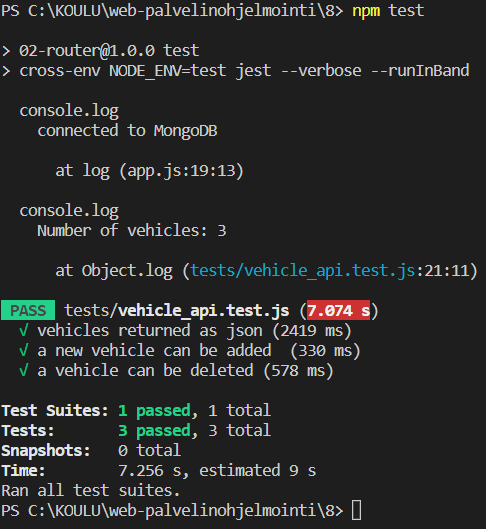 PS C:\KOULU\web-palvelinohjelmointi\8> npm test
> 02-router@1.0.0 test
> cross-env NODE_ENV=test jest --verbose --runInBand
console.log
connected to MongoDB
at log (app.js:19:13)
console.log
Number of vehicles: 3
at Object.log (tests/vehicle_api.test.js:21:11)
PASS tests/vehicle_api.test.js (7.074 s)
√ vehicles returned as json (2419 ms)
√ a new vehicle can be added (330 ms)
√ a vehicle can be deleted (578 ms)
Test Suites: 1 passed, 1 total
Tests: 3 passed, 3 total
Snapshots: 0 total
Time: 7.256 s, estimated 9 s
Ran all test suites.
PS C:\KOULU\web-palvelinohjelmointi\8>